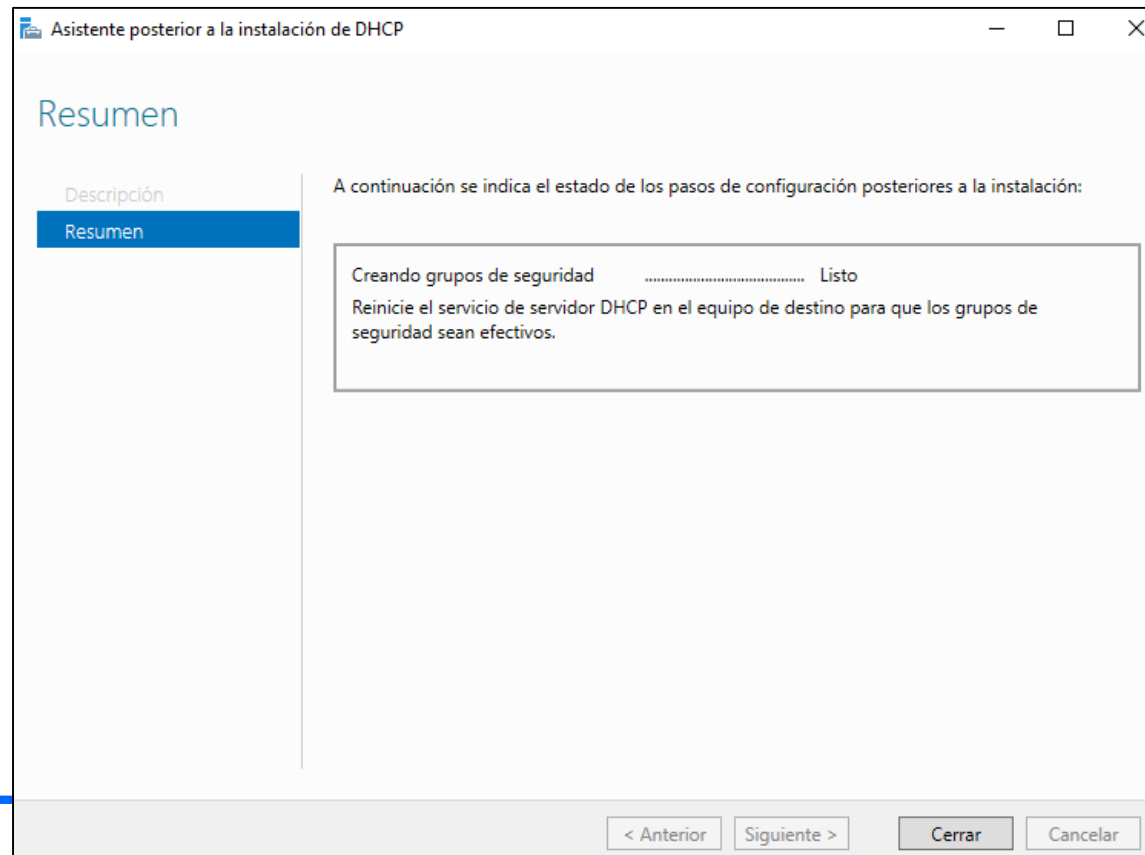 Asistente posterior a la instalación de DHCP
Resumen
Descripción
Resumen
A continuación se indica el estado de los pasos de configuración posteriores a la instalación:
Creando grupos de seguridad .......................................... Listo
Reinicie el servicio de servidor DHCP en el equipo de destino para que los grupos de
seguridad sean efectivos.
< Anterior Siguiente > Cerrar Cancelar